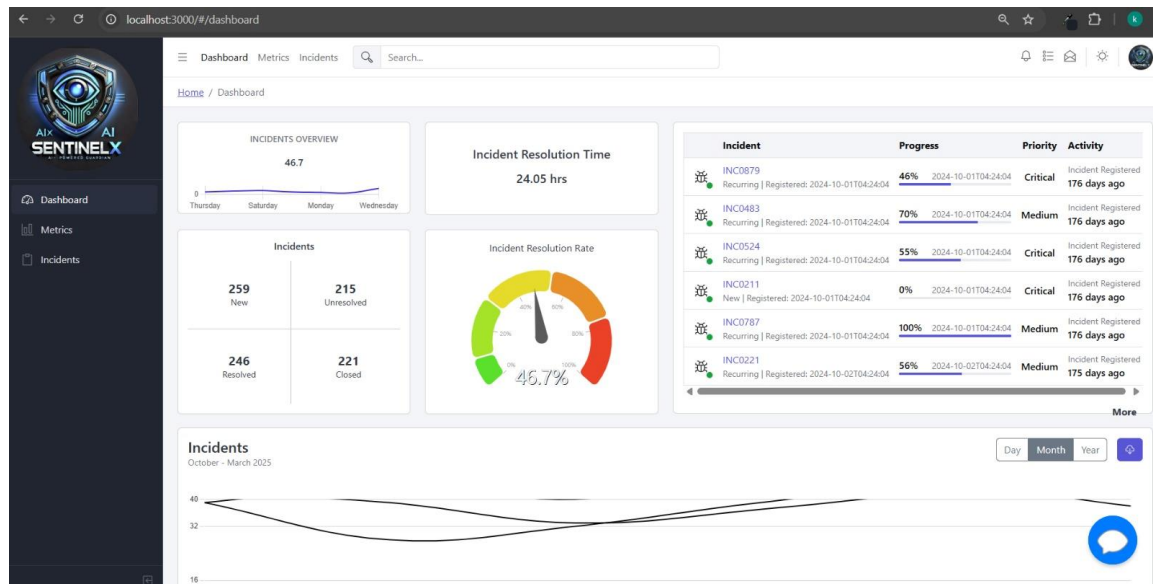 localhost:3000/#/dashboard
k
AIx AI
SENTINELX
AI - POWERED GUARDIAN
Dashboard
Metrics
Incidents
Dashboard Metrics Incidents Search...
Home / Dashboard
INCIDENTS OVERVIEW
46.7
0
Thursday Saturday Monday Wednesday
Incident Resolution Time
24.05 hrs
Incidents
259
New
215
Unresolved
246
Resolved
221
Closed
Incident Resolution Rate
0% 20% 40% 60% 80% 100%
46.7%
Incident Progress Priority Activity
INC0879 46% 2024-10-01T04:24:04 Critical Incident Registered
Recurring | Registered: 2024-10-01T04:24:04 176 days ago
INC0483 70% 2024-10-01T04:24:04 Medium Incident Registered
Recurring | Registered: 2024-10-01T04:24:04 176 days ago
INC0524 55% 2024-10-01T04:24:04 Critical Incident Registered
Recurring | Registered: 2024-10-01T04:24:04 176 days ago
INC0211 0% 2024-10-01T04:24:04 Critical Incident Registered
New | Registered: 2024-10-01T04:24:04 176 days ago
INC0787 100% 2024-10-01T04:24:04 Medium Incident Registered
Recurring | Registered: 2024-10-01T04:24:04 176 days ago
INC0221 56% 2024-10-02T04:24:04 Medium Incident Registered
Recurring | Registered: 2024-10-02T04:24:04 175 days ago
More
Incidents
October - March 2025
Day Month Year
40
32
16